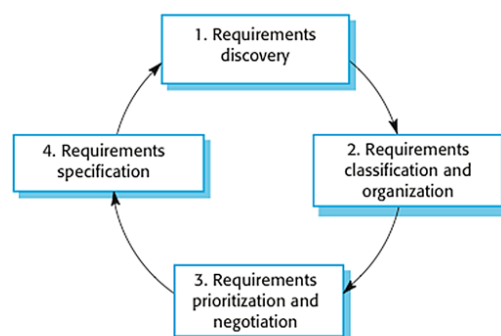 1. Requirements
discovery
2. Requirements
classification and
organization
3. Requirements
prioritization and
negotiation
4. Requirements
specification